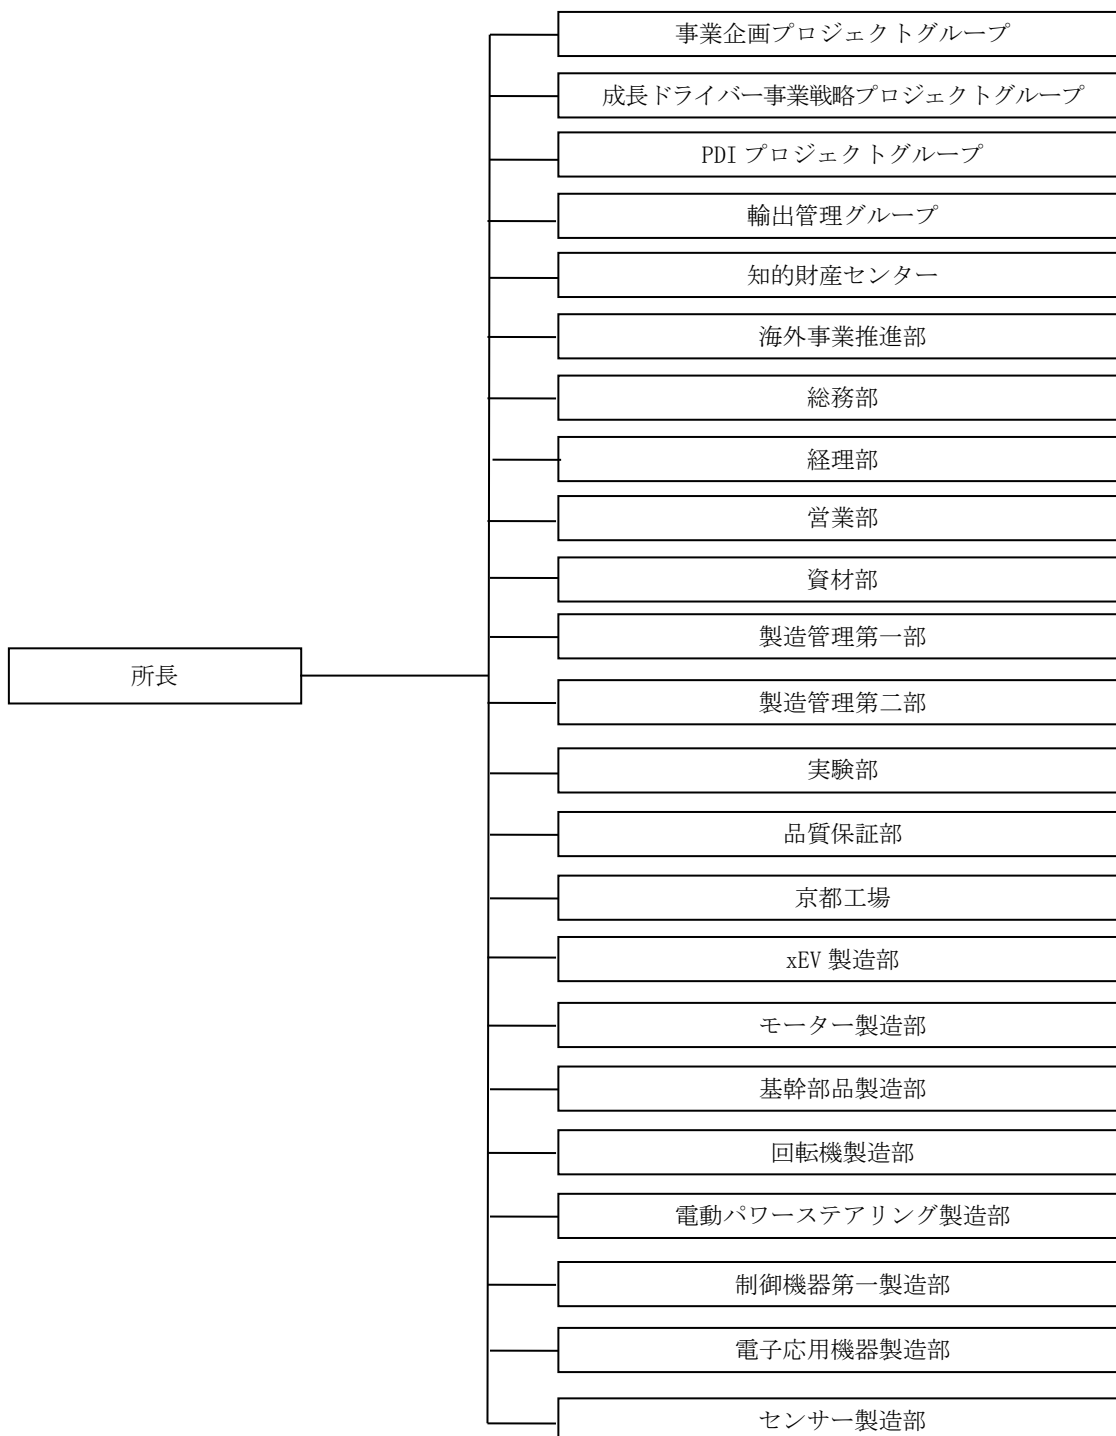 事業企画プロジェクトグループ
成長ドライバー事業戦略プロジェクトグループ
PDI プロジェクトグループ
輸出管理グループ
知的財産センター
海外事業推進部
総務部
経理部
営業部
資材部
製造管理第一部
所長
製造管理第二部
実験部
品質保証部
京都工場
xEV 製造部
モーター製造部
基幹部品製造部
回転機製造部
電動パワーステアリング製造部
制御機器第一製造部
電子応用機器製造部
センサー製造部